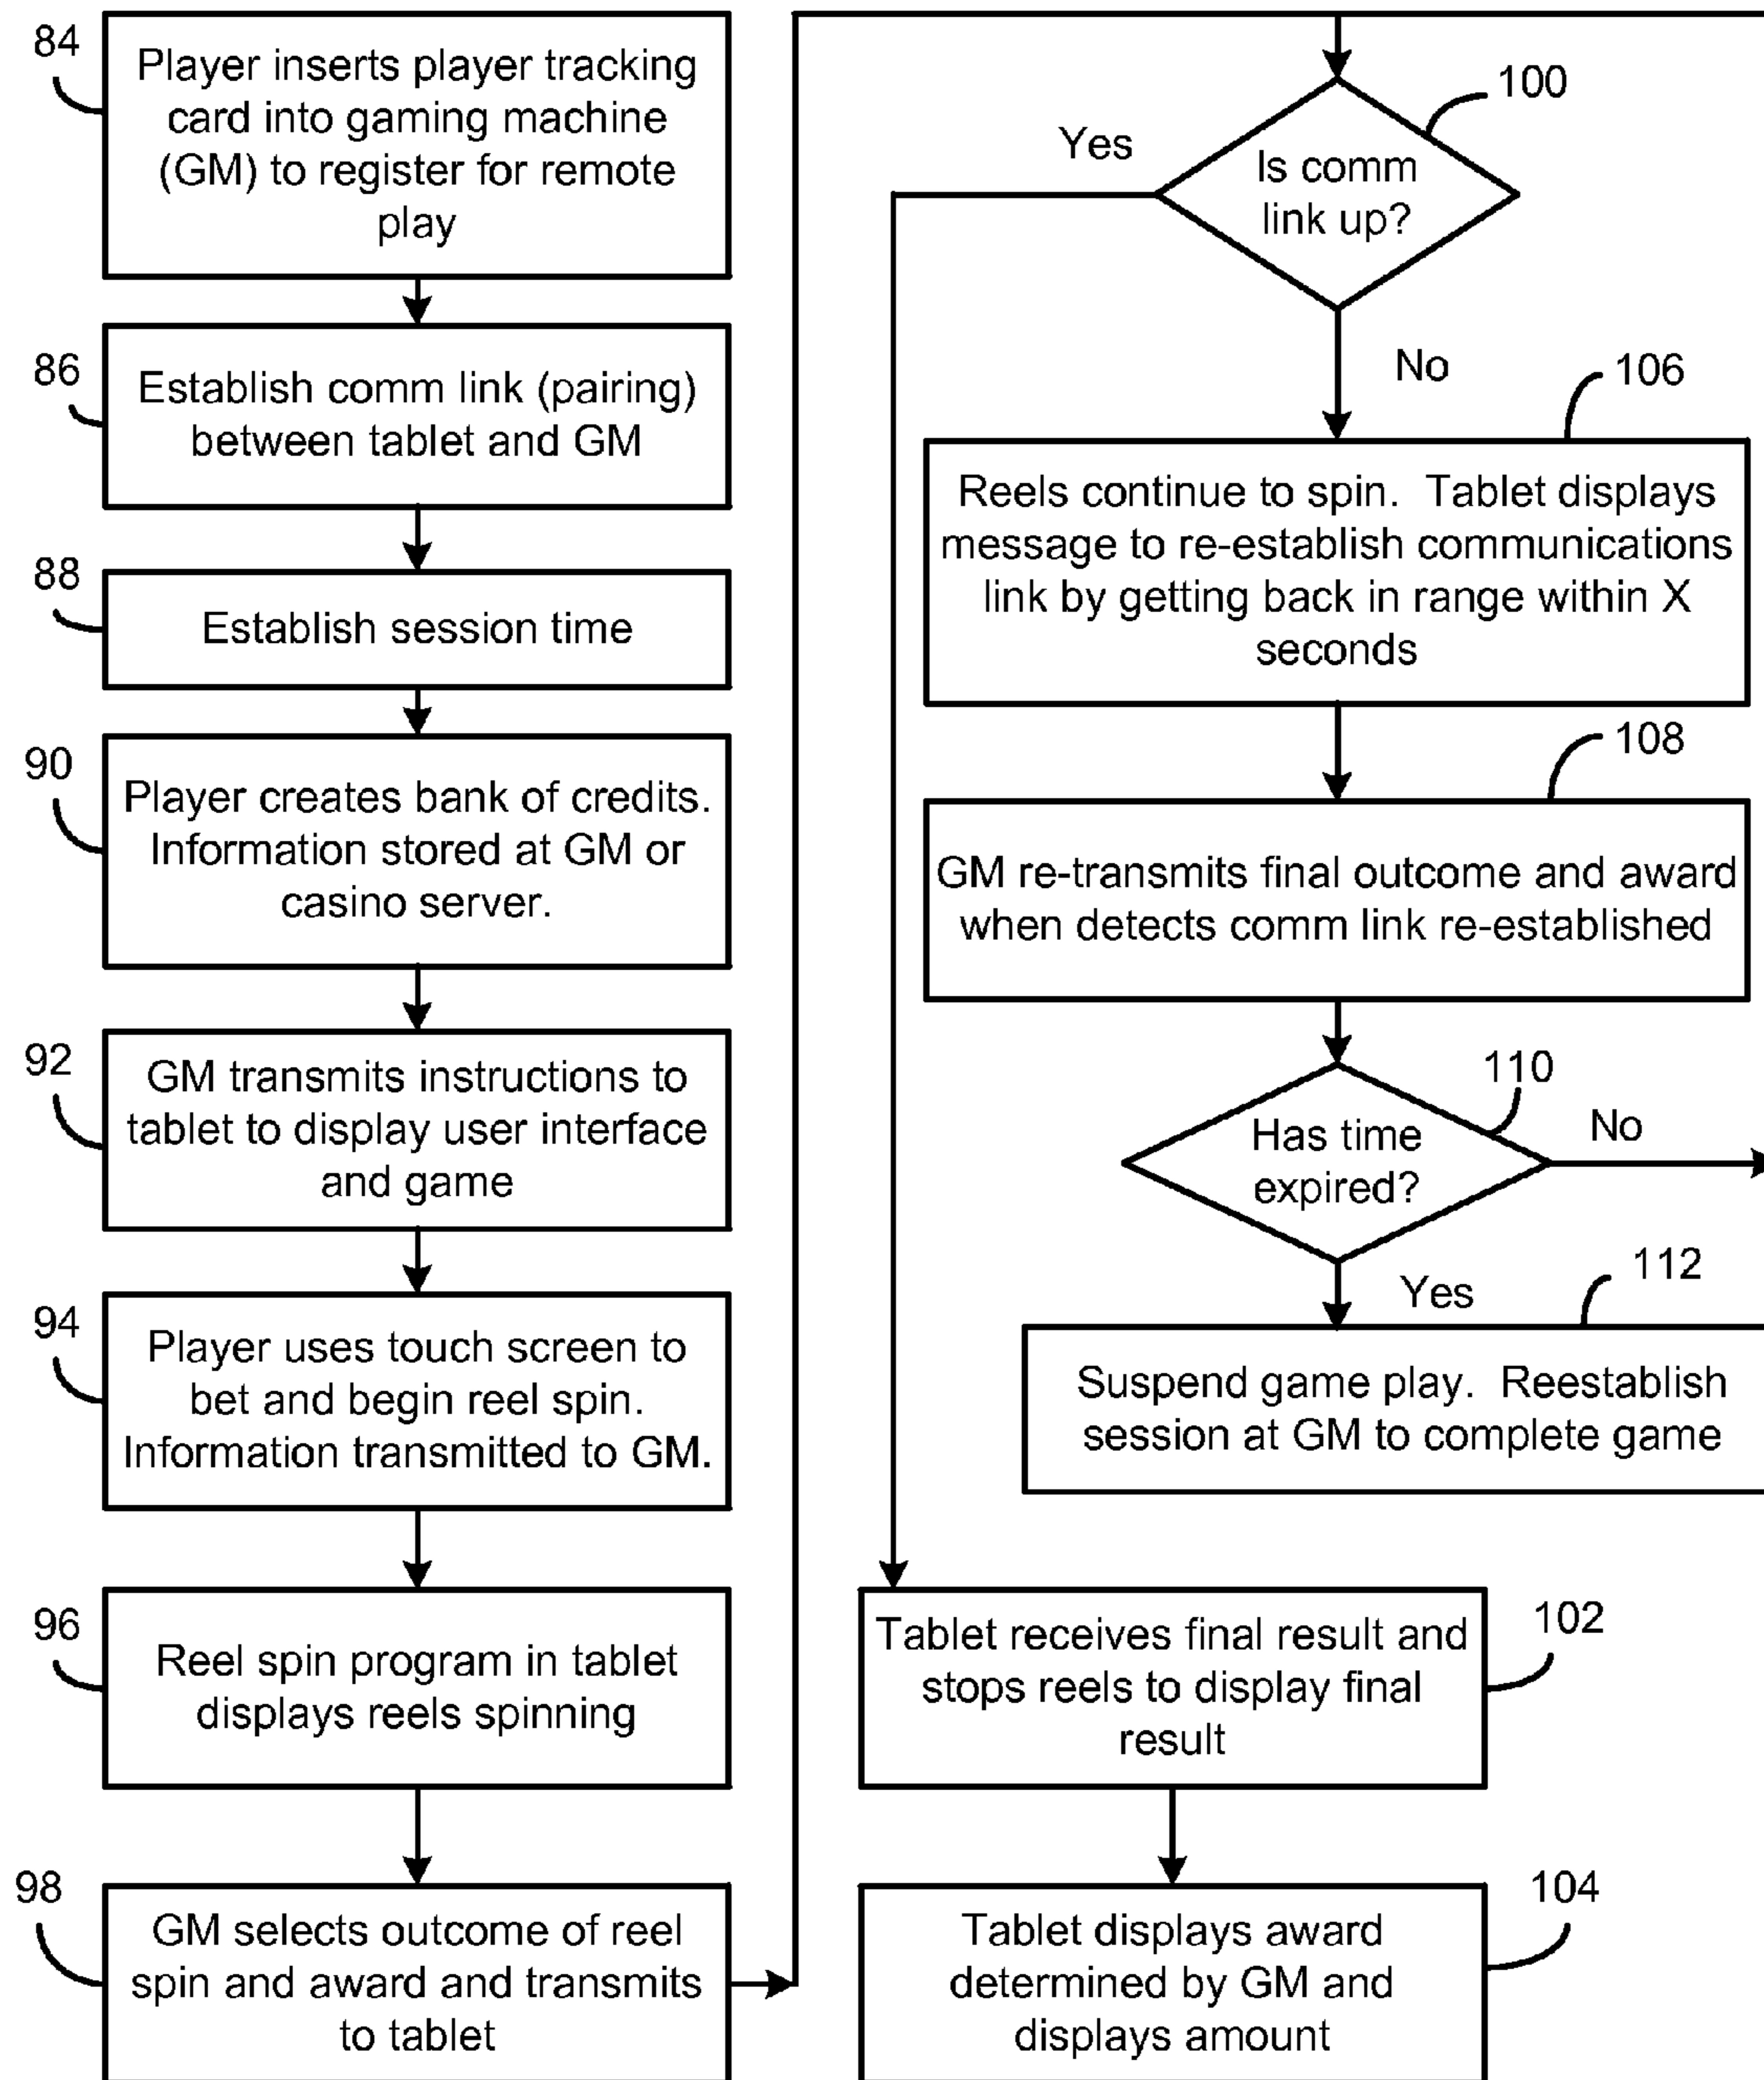 84
Player inserts player tracking
card into gaming machine
(GM) to register for remote
play
86
Establish comm link (pairing)
between tablet and GM
88
Establish session time
90
Player creates bank of credits.
Information stored at GM or
casino server.
92
GM transmits instructions to
tablet to display user interface
and game
94
Player uses touch screen to
bet and begin reel spin.
Information transmitted to GM.
96
Reel spin program in tablet
displays reels spinning
98
GM selects outcome of reel
spin and award and transmits
to tablet
100
Is comm
link up?
Yes
No
106
Reels continue to spin.  Tablet displays
message to re-establish communications
link by getting back in range within X
seconds
108
GM re-transmits final outcome and award
when detects comm link re-established
110
Has time
expired?
No
Yes
112
Suspend game play.  Reestablish
session at GM to complete game
102
Tablet receives final result and
stops reels to display final
result
104
Tablet displays award
determined by GM and
displays amount